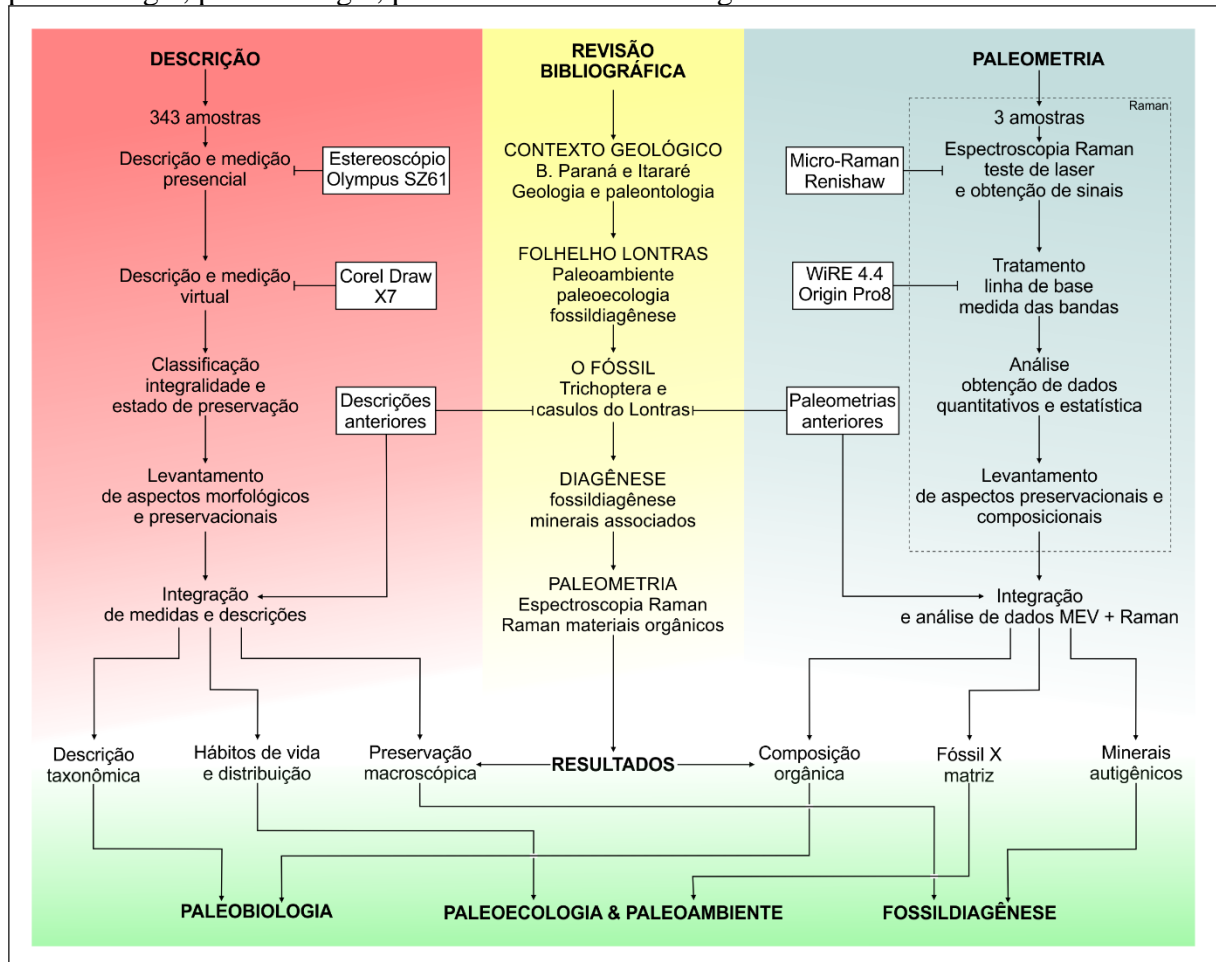 DESCRIÇÃO
343 amostras
Descrição e medição
presencial
Estereoscópio
Olympus SZ61
Descrição e medição
virtual
Corel Draw
X7
Classificação
integralidade e
estado de preservação
Descrições
anteriores
Levantamento
de aspectos morfológicos
e preservacionais
Integração
de medidas e descrições
REVISÃO
BIBLIOGRÁFICA
CONTEXTO GEOLÓGICO
B. Paraná e Itararé
Geologia e paleontologia
FOLHELHO LONTRAS
Paleoambiente
paleoecologia
fossildiagênese
O FÓSSIL
Trichoptera e
casulos do Lontras
DIAGÊNESE
fossildiagênese
minerais associados
PALEOMETRIA
Espectroscopia Raman
Raman materiais orgânicos
PALEOMETRIA
Raman
3 amostras
Espectroscopia Raman
teste de laser
e obtenção de sinais
Micro-Raman
Renishaw
Tratamento
linha de base
medida das bandas
WiRE 4.4
Origin Pro8
Análise
obtenção de dados
quantitativos e estatística
Paleometrias
anteriores
Levantamento
de aspectos preservacionais e
composicionais
Integração
e análise de dados MEV + Raman
Descrição
taxonômica
Hábitos de vida
e distribuição
Preservação
macroscópica
RESULTADOS
Composição
orgânica
Fóssil X
matriz
Minerais
autigênicos
PALEOBIOLOGIA
PALEOECOLOGIA & PALEOAMBIENTE
FOSSILDIAGÊNESE